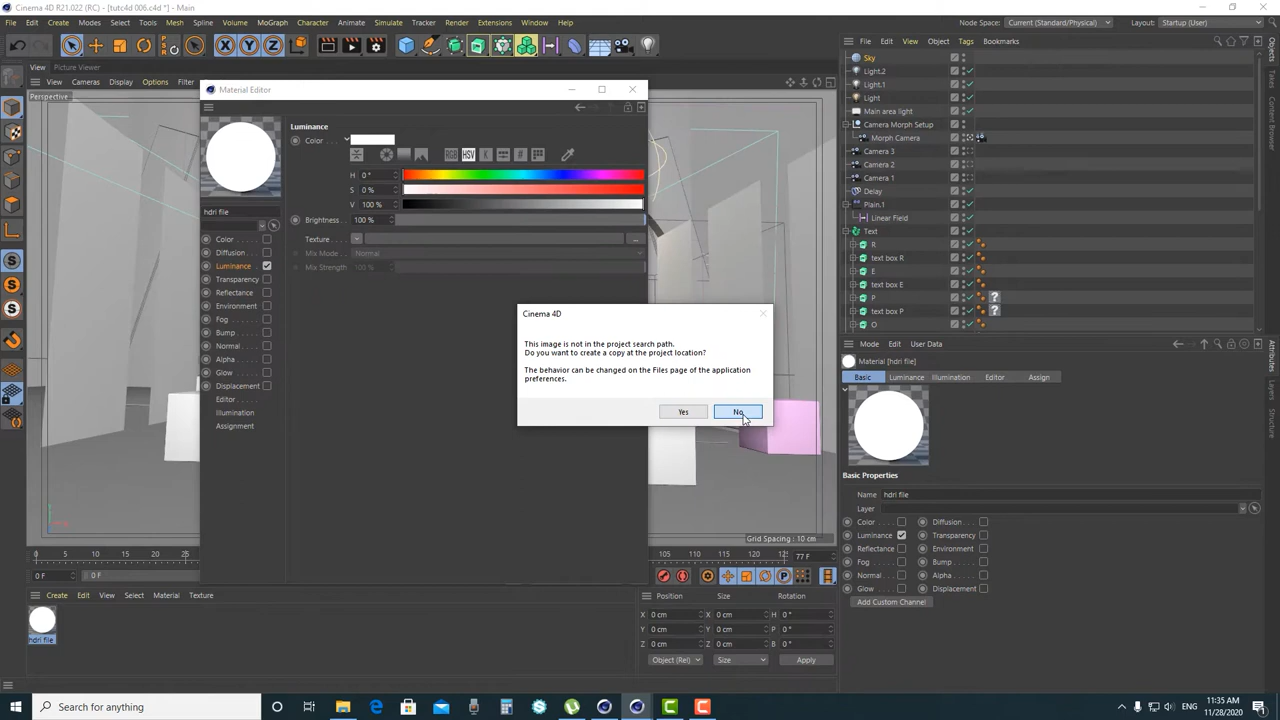 Cinema 4D R21.022 (RC) - [tutc4d 006.c4d *] - Main
File Edit Create Modes Select Tools Mesh Spline Volume MoGraph Character Animate Simulate Tracker Render Extensions Window Help
Node Space: Current (Standard/Physical) Layout: Startup (User)
View Picture Viewer
View Cameras Display Options Filter
Perspective
Material Editor
Luminance
Color
RGB HSV K #
H 0 °
S 0 %
V 100 %
hdri file
Brightness 100 %
Texture ...
Mix Mode Normal
Mix Strength 100 %
Color
Diffusion
Luminance
Transparency
Reflectance
Environment
Fog
Bump
Normal
Alpha
Glow
Displacement
Editor
Illumination
Assignment
Cinema 4D
This image is not in the project search path.
Do you want to create a copy at the project location?
The behavior can be changed on the Files page of the application
preferences.
Yes No
Grid Spacing : 10 cm
0 5 10 15 20 25 105 110 115 120 77 F
0 F 0 F
Create Edit View Select Material Texture
hdri file
Position Size Rotation
X 0 cm X 0 cm H 0 °
Y 0 cm Y 0 cm P 0 °
Z 0 cm Z 0 cm B 0 °
Object (Rel) Size Apply
File Edit View Object Tags Bookmarks
Sky
Light.2
Light.1
Light
Main area light
Camera Morph Setup
Morph Camera
Camera 3
Camera 2
Camera 1
Delay
Plain.1
Linear Field
Text
R
text box R
E
text box E
P
text box P
O
Objects
Content Browser
Mode Edit User Data
Material [hdri file]
Basic Luminance Illumination Editor Assign
Basic Properties
Name hdri file
Layer
Color Diffusion
Luminance Transparency
Reflectance Environment
Fog Bump
Normal Alpha
Glow Displacement
Add Custom Channel
Attributes
Layers
Structure
Search for anything
ENG 11:35 AM
11/28/2020